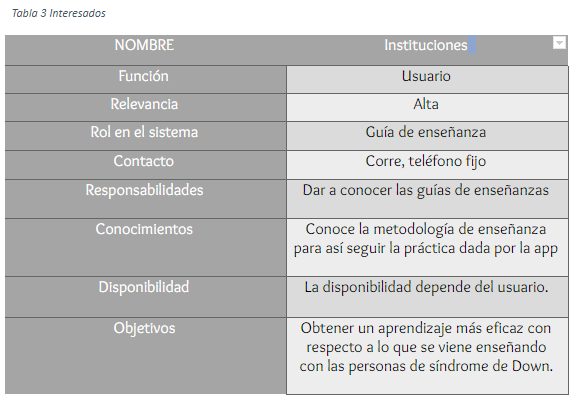 Tabla 3 Interesados
NOMBRE Instituciones
Función Usuario
Relevancia Alta
Rol en el sistema Guía de enseñanza
Contacto Corre, teléfono fijo
Responsabilidades Dar a conocer las guías de enseñanzas
Conocimientos Conoce la metodología de enseñanza
para así seguir la práctica dada por la app
Disponibilidad La disponibilidad depende del usuario.
Objetivos Obtener un aprendizaje más eficaz con
respecto a lo que se viene enseñando
con las personas de síndrome de Down.